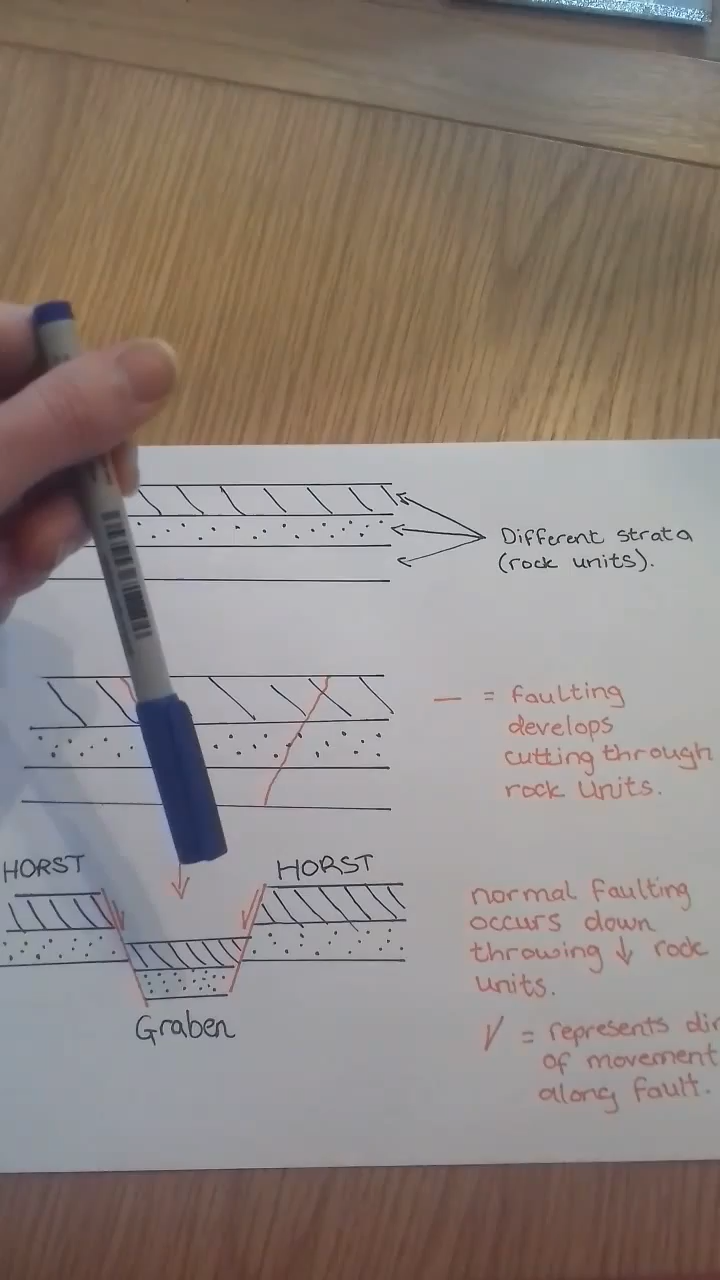 Different strata
(rock units).
— = faulting
develops
cutting through
rock units.
HORST
HORST
normal faulting
occurs down
throwing ↓ rock
units.
Graben
= represents
of movement
along fault.